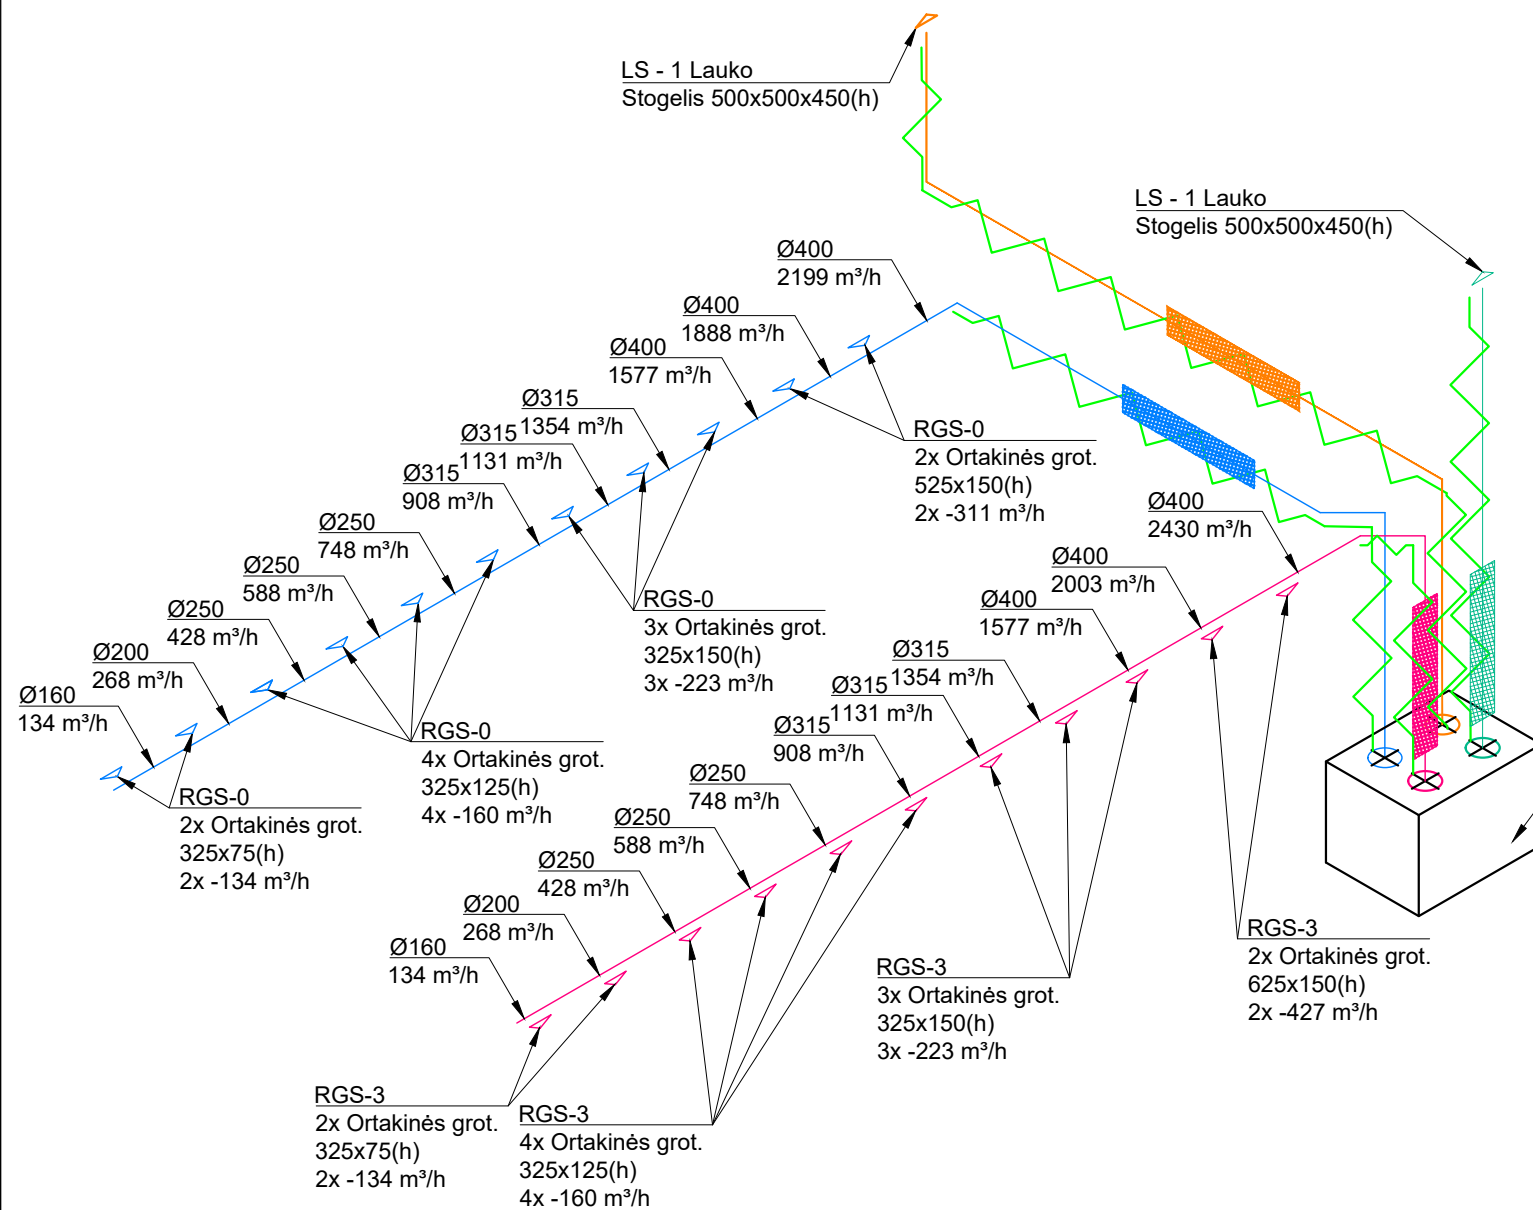 LS - 1 Lauko
Stogelis 500x500x450(h)
LS - 1 Lauko
Stogelis 500x500x450(h)
Ø400
2199 m³/h
Ø400
1888 m³/h
Ø400
1577 m³/h
Ø315
1354 m³/h
Ø315
1131 m³/h
Ø315
908 m³/h
Ø250
748 m³/h
Ø250
588 m³/h
Ø250
428 m³/h
Ø200
268 m³/h
Ø160
134 m³/h
RGS-0
2x Ortakinės grot.
525x150(h)
2x -311 m³/h
RGS-0
3x Ortakinės grot.
325x150(h)
3x -223 m³/h
RGS-0
4x Ortakinės grot.
325x125(h)
4x -160 m³/h
RGS-0
2x Ortakinės grot.
325x75(h)
2x -134 m³/h
Ø400
2430 m³/h
Ø400
2003 m³/h
Ø400
1577 m³/h
Ø315
1354 m³/h
Ø315
1131 m³/h
Ø315
908 m³/h
Ø250
748 m³/h
Ø250
588 m³/h
Ø250
428 m³/h
Ø200
268 m³/h
Ø160
134 m³/h
RGS-3
2x Ortakinės grot.
625x150(h)
2x -427 m³/h
RGS-3
3x Ortakinės grot.
325x150(h)
3x -223 m³/h
RGS-3
2x Ortakinės grot.
325x75(h)
2x -134 m³/h
RGS-3
4x Ortakinės grot.
325x125(h)
4x -160 m³/h